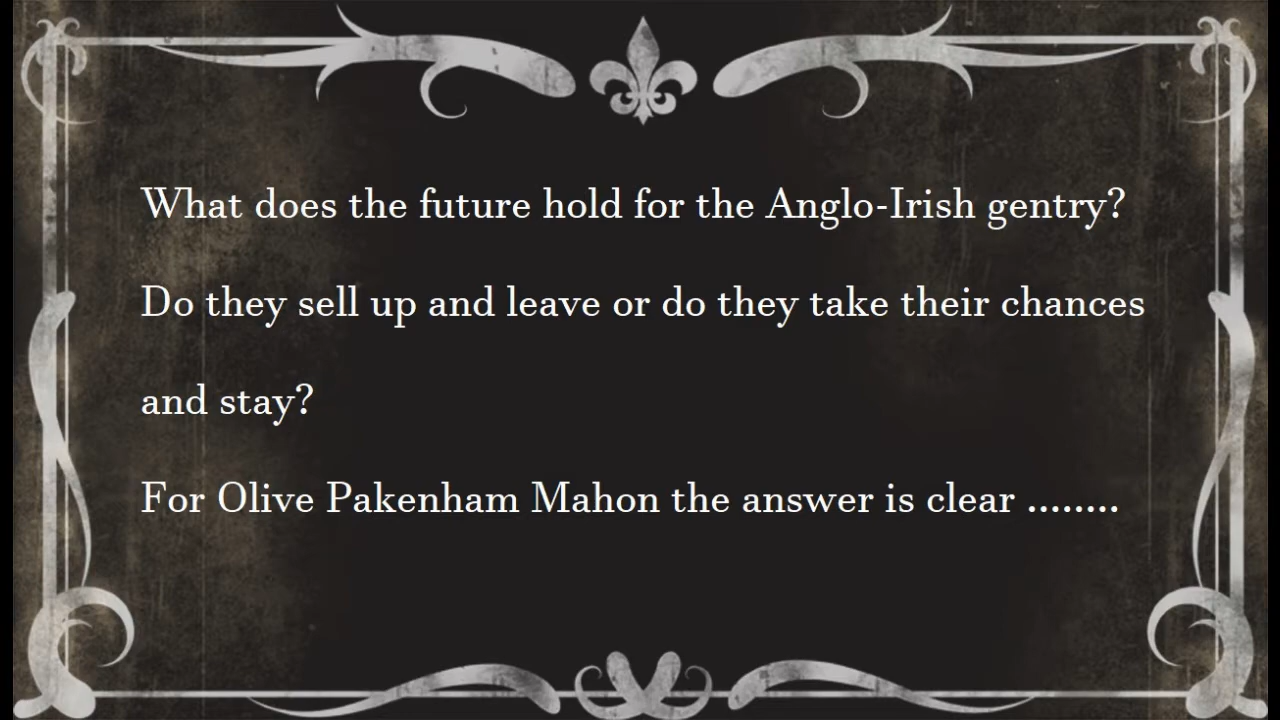 What does the future hold for the Anglo-Irish gentry?
Do they sell up and leave or do they take their chances
and stay?
For Olive Pakenham Mahon the answer is clear ........